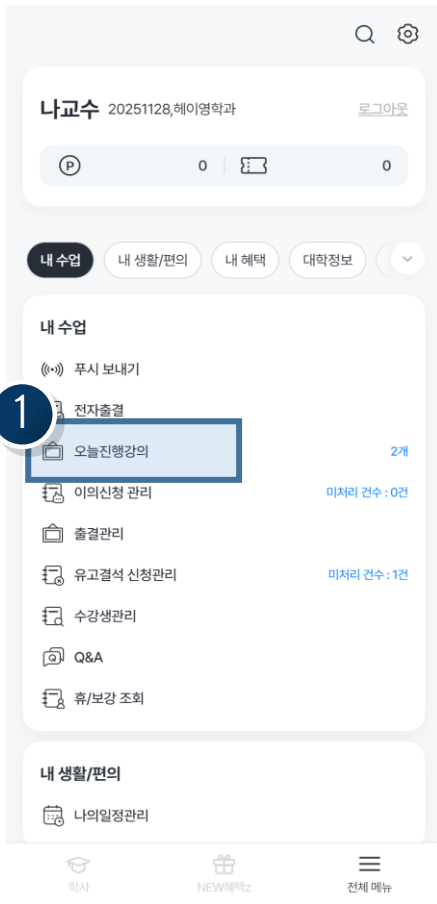 나교수 20251128,헤이영학과 로그아웃
P 0 0
내 수업 내 생활/편의 내 혜택 대학정보
내 수업
푸시 보내기
1 전자출결
오늘진행강의 2개
이의신청 관리 미처리 건수 : 0건
출결관리
유고결석 신청관리 미처리 건수 : 1건
수강생관리
Q&A
휴/보강 조회
내 생활/편의
나의일정관리
학사 NEW혜택z 전체 메뉴